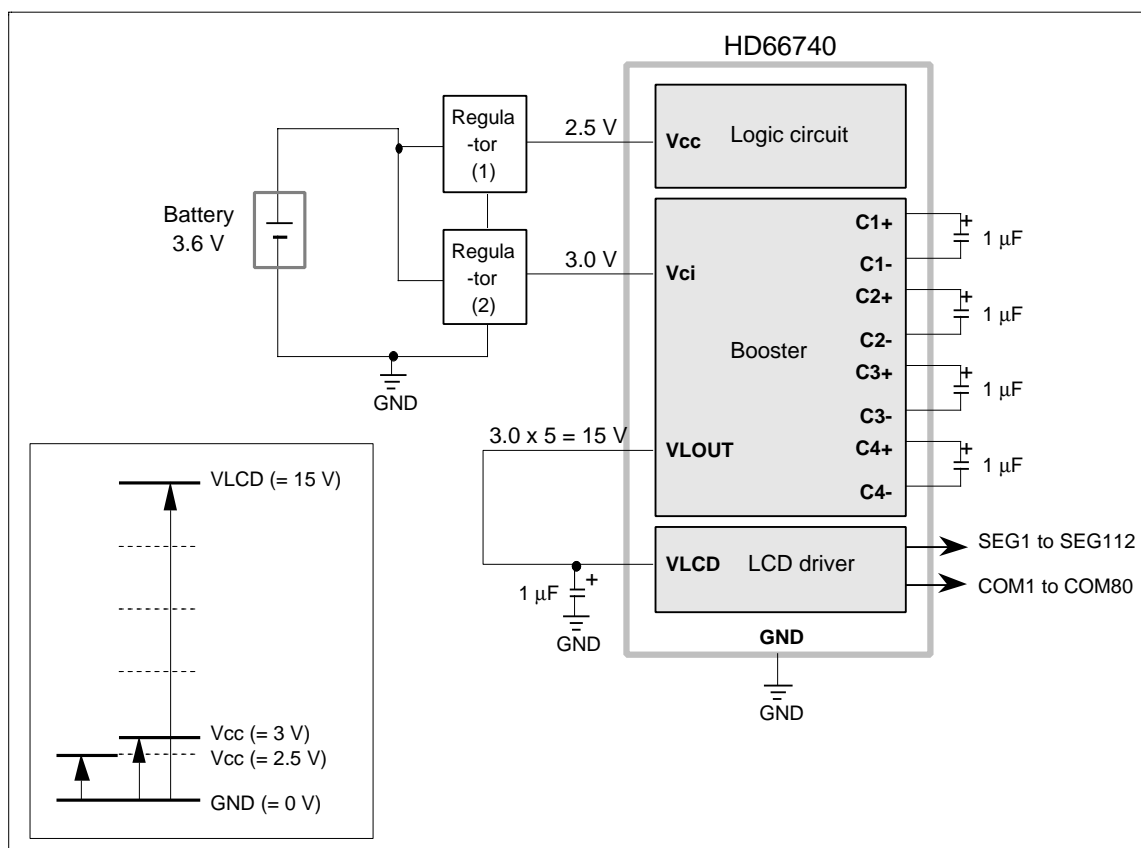 HD66740
Regula
-tor
(1)
2.5 V
Vcc
Logic circuit
Battery
3.6 V
Regula
-tor
(2)
3.0 V
Vci
Booster
C1+
C1-
+
1 μF
C2+
C2-
+
1 μF
C3+
C3-
+
1 μF
C4+
C4-
+
1 μF
GND
3.0 x 5 = 15 V
VLOUT
VLCD
LCD driver
SEG1 to SEG112
COM1 to COM80
1 μF
+
GND
GND
GND
VLCD (= 15 V)
Vcc (= 3 V)
Vcc (= 2.5 V)
GND (= 0 V)